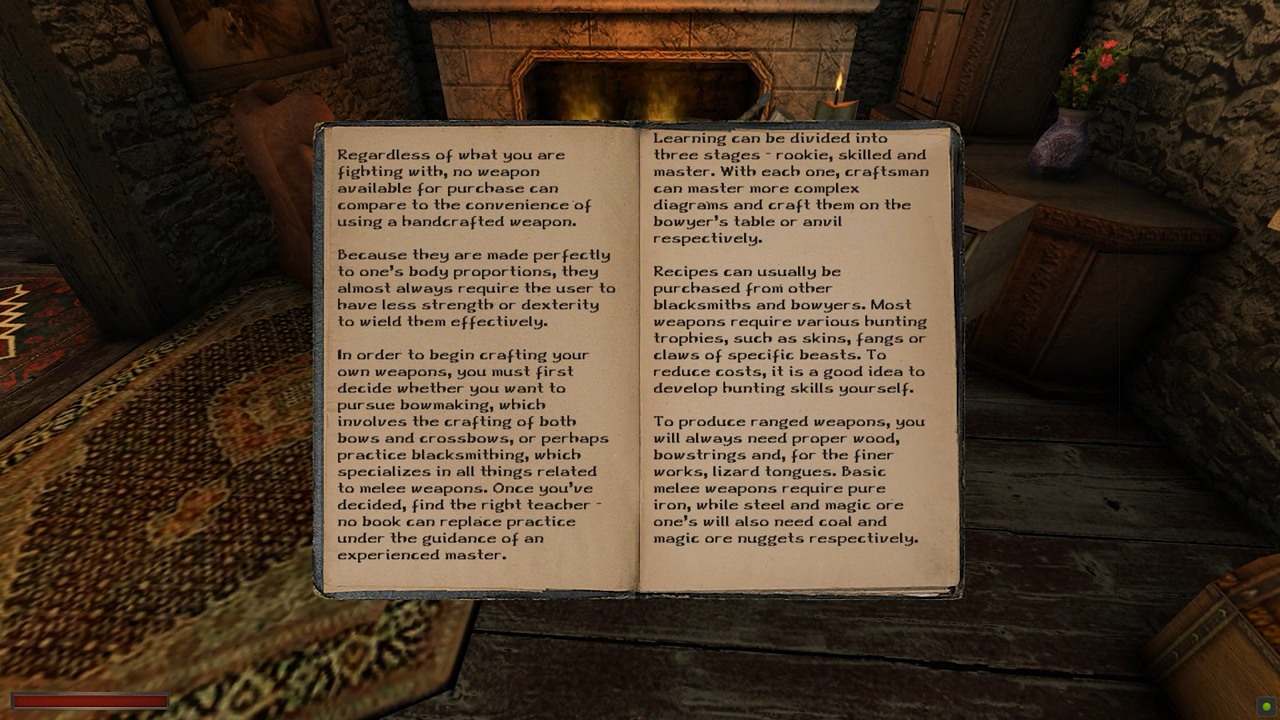 Regardless of what you are
fighting with, no weapon
available for purchase can
compare to the convenience of
using a handcrafted weapon.
Because they are made perfectly
to one's body proportions, they
almost always require the user to
have less strength or dexterity
to wield them effectively.
In order to begin crafting your
own weapons, you must first
decide whether you want to
pursue bowmaking, which
involves the crafting of both
bows and crossbows, or perhaps
practice blacksmithing, which
specializes in all things related
to melee weapons. Once you've
decided, find the right teacher -
no book can replace practice
under the guidance of an
experienced master.
Learning can be divided into
three stages - rookie, skilled and
master. With each one, craftsman
can master more complex
diagrams and craft them on the
bowyer's table or anvil
respectively.
Recipes can usually be
purchased from other
blacksmiths and bowyers. Most
weapons require various hunting
trophies, such as skins, fangs or
claws of specific beasts. To
reduce costs, it is a good idea to
develop hunting skills yourself.
To produce ranged weapons, you
will always need proper wood,
bowstrings and, for the finer
works, lizard tongues. Basic
melee weapons require pure
iron, while steel and magic ore
one's will also need coal and
magic ore nuggets respectively.